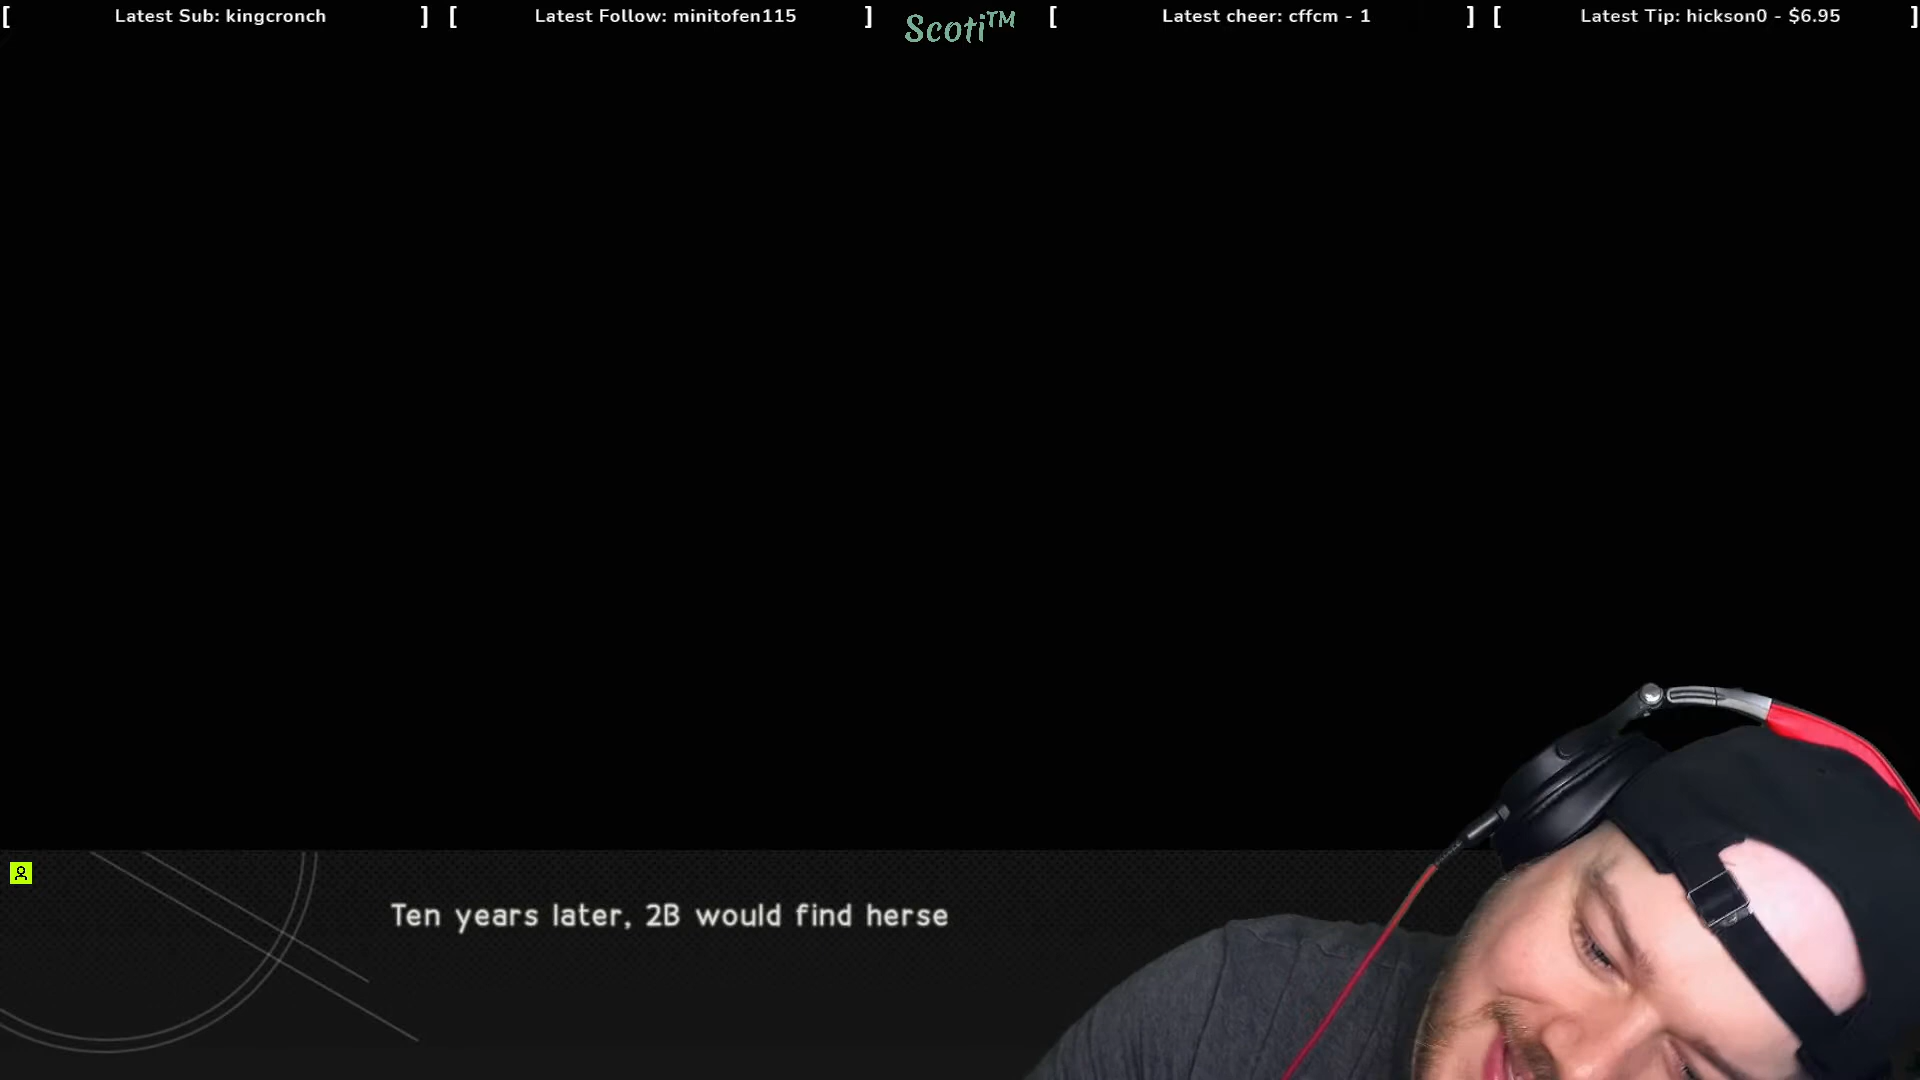 [ Latest Sub: kingcronch ] [ Latest Follow: minitofen115 ] Scoti™ [ Latest cheer: cffcm - 1 ] [ Latest Tip: hickson0 - $6.95 ]
Ten years later, 2B would find herse